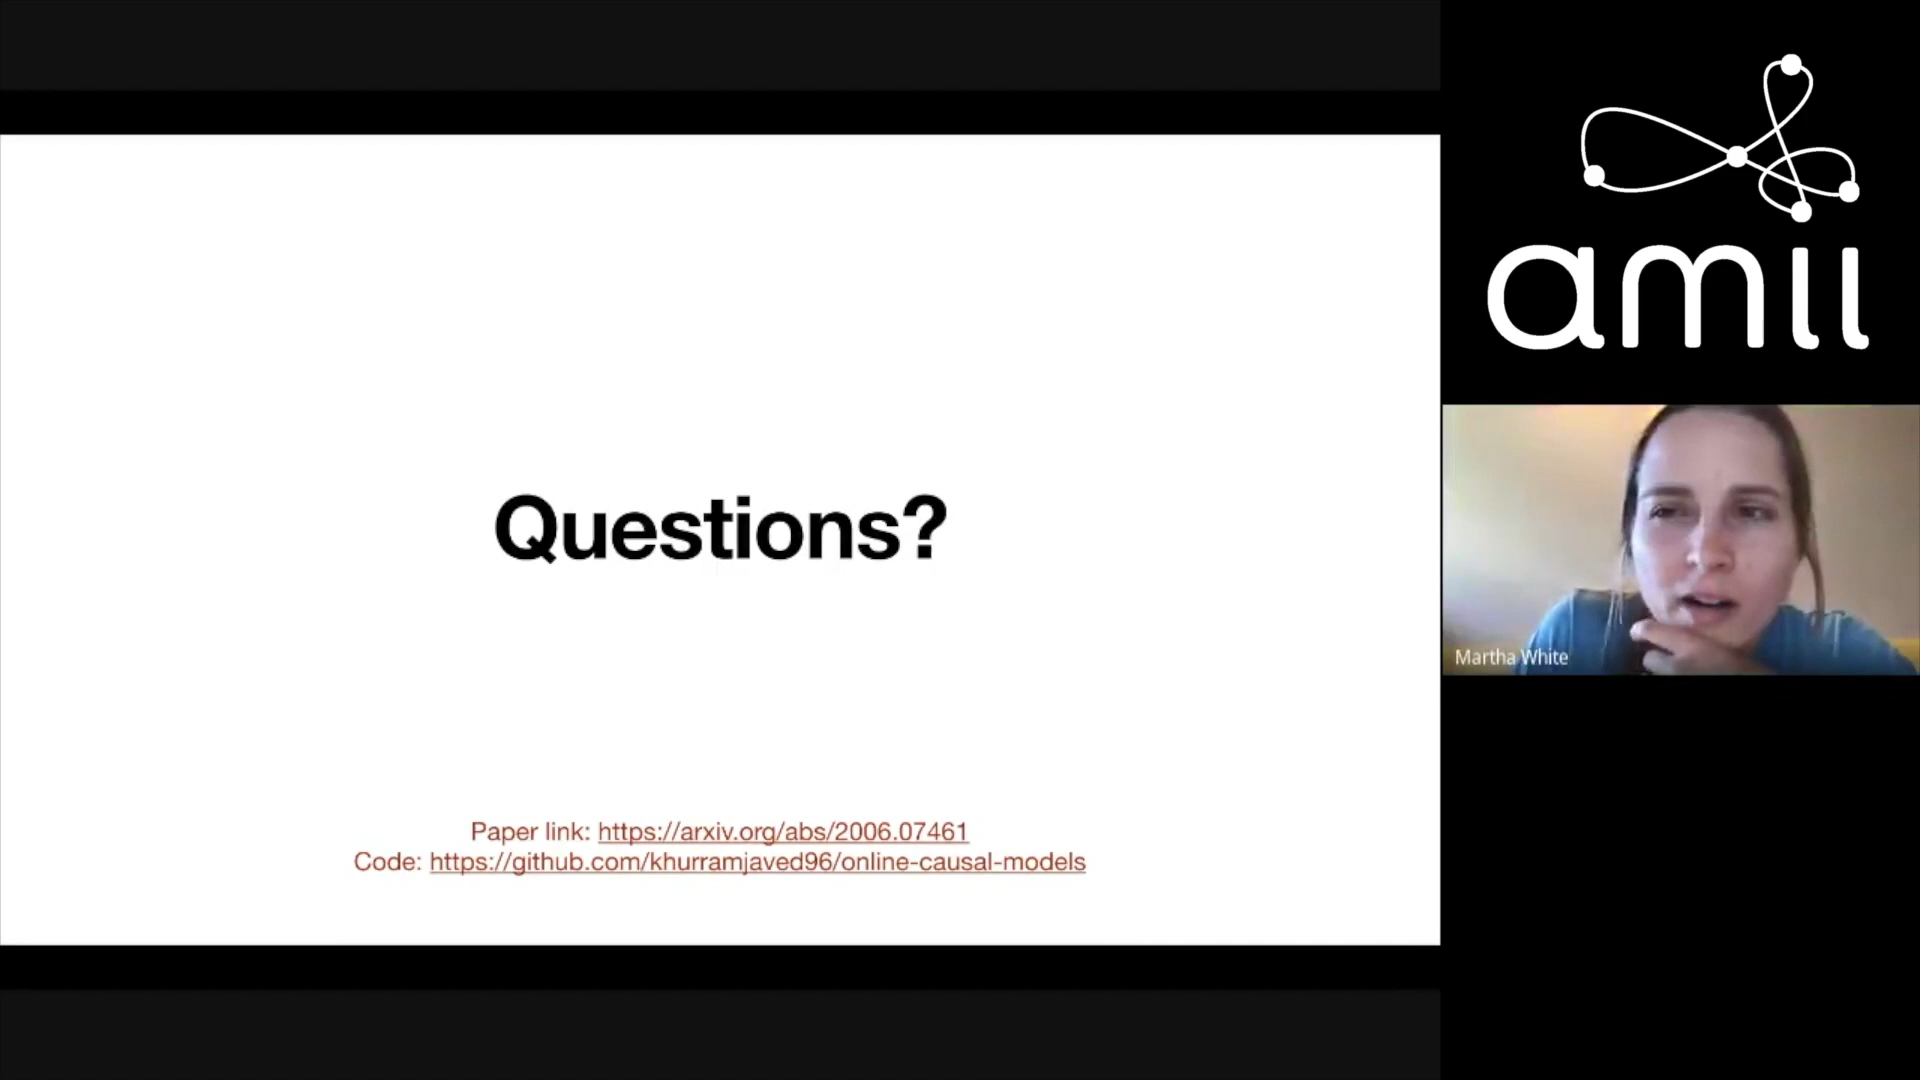 amii
Questions?
Martha White
Paper link: https://arxiv.org/abs/2006.07461
Code: https://github.com/khurramjaved96/online-causal-models